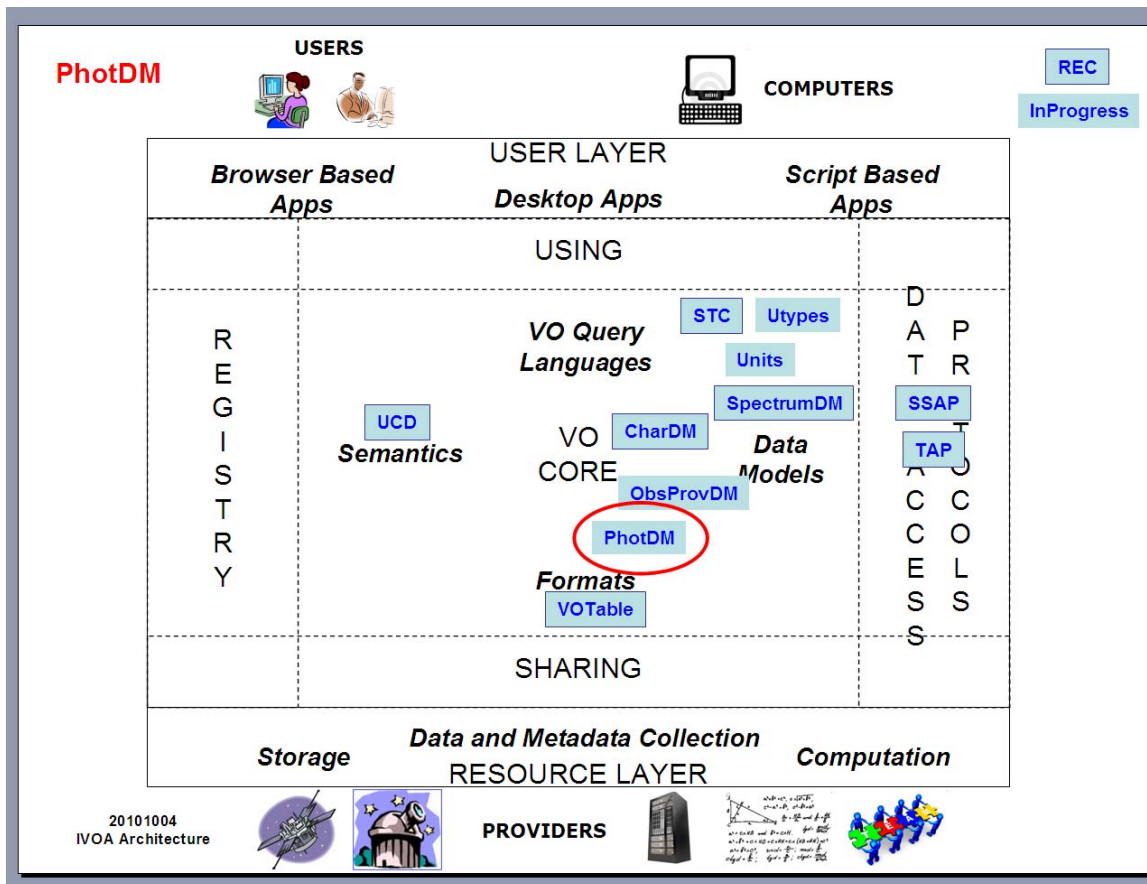 PhotDM
USERS
COMPUTERS
REC
InProgress
USER LAYER
Browser Based
Apps
Desktop Apps
Script Based
Apps
USING
REGISTRY
VO Query
Languages
STC
Utypes
Units
SpectrumDM
UCD
Semantics
VO
CORE
CharDM
Data
Models
ObsProvDM
PhotDM
Formats
VOTable
DATA ACCESS
PROTOCOLS
SSAP
TAP
SHARING
Storage
Data and Metadata Collection
Computation
RESOURCE LAYER
20101004
IVOA Architecture
PROVIDERS